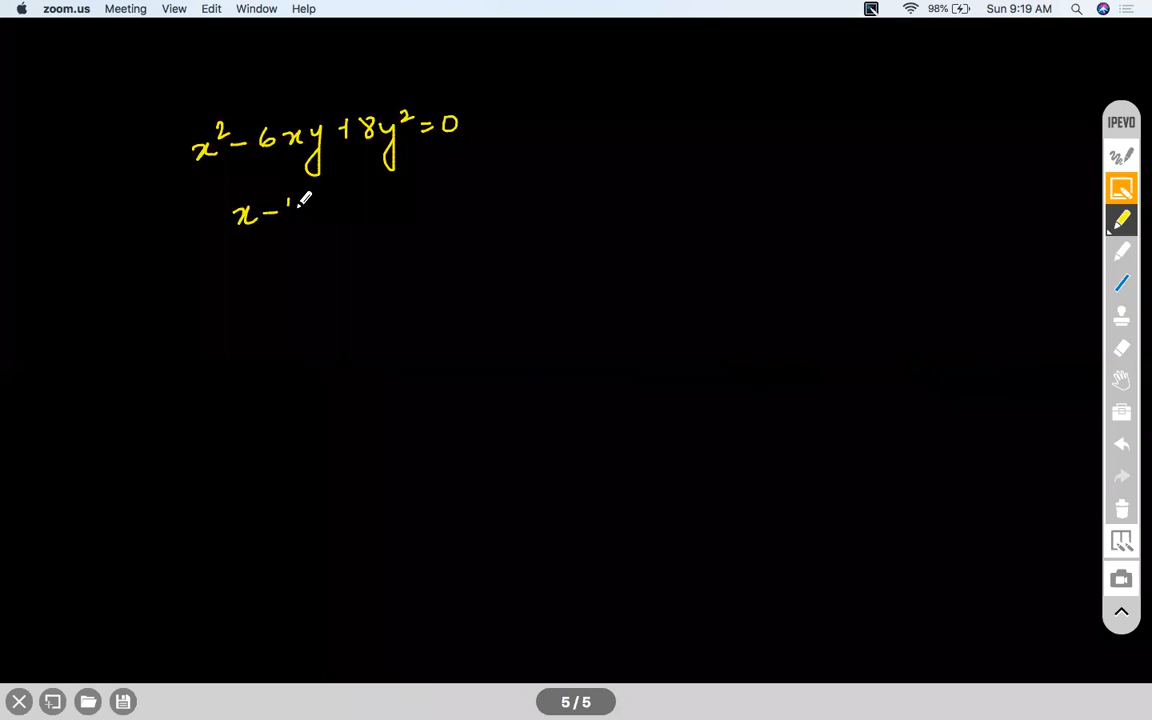 zoom.us Meeting View Edit Window Help 98% Sun 9:19 AM
IPEVO
x² - 6xy + 8y² = 0
x -
5/5